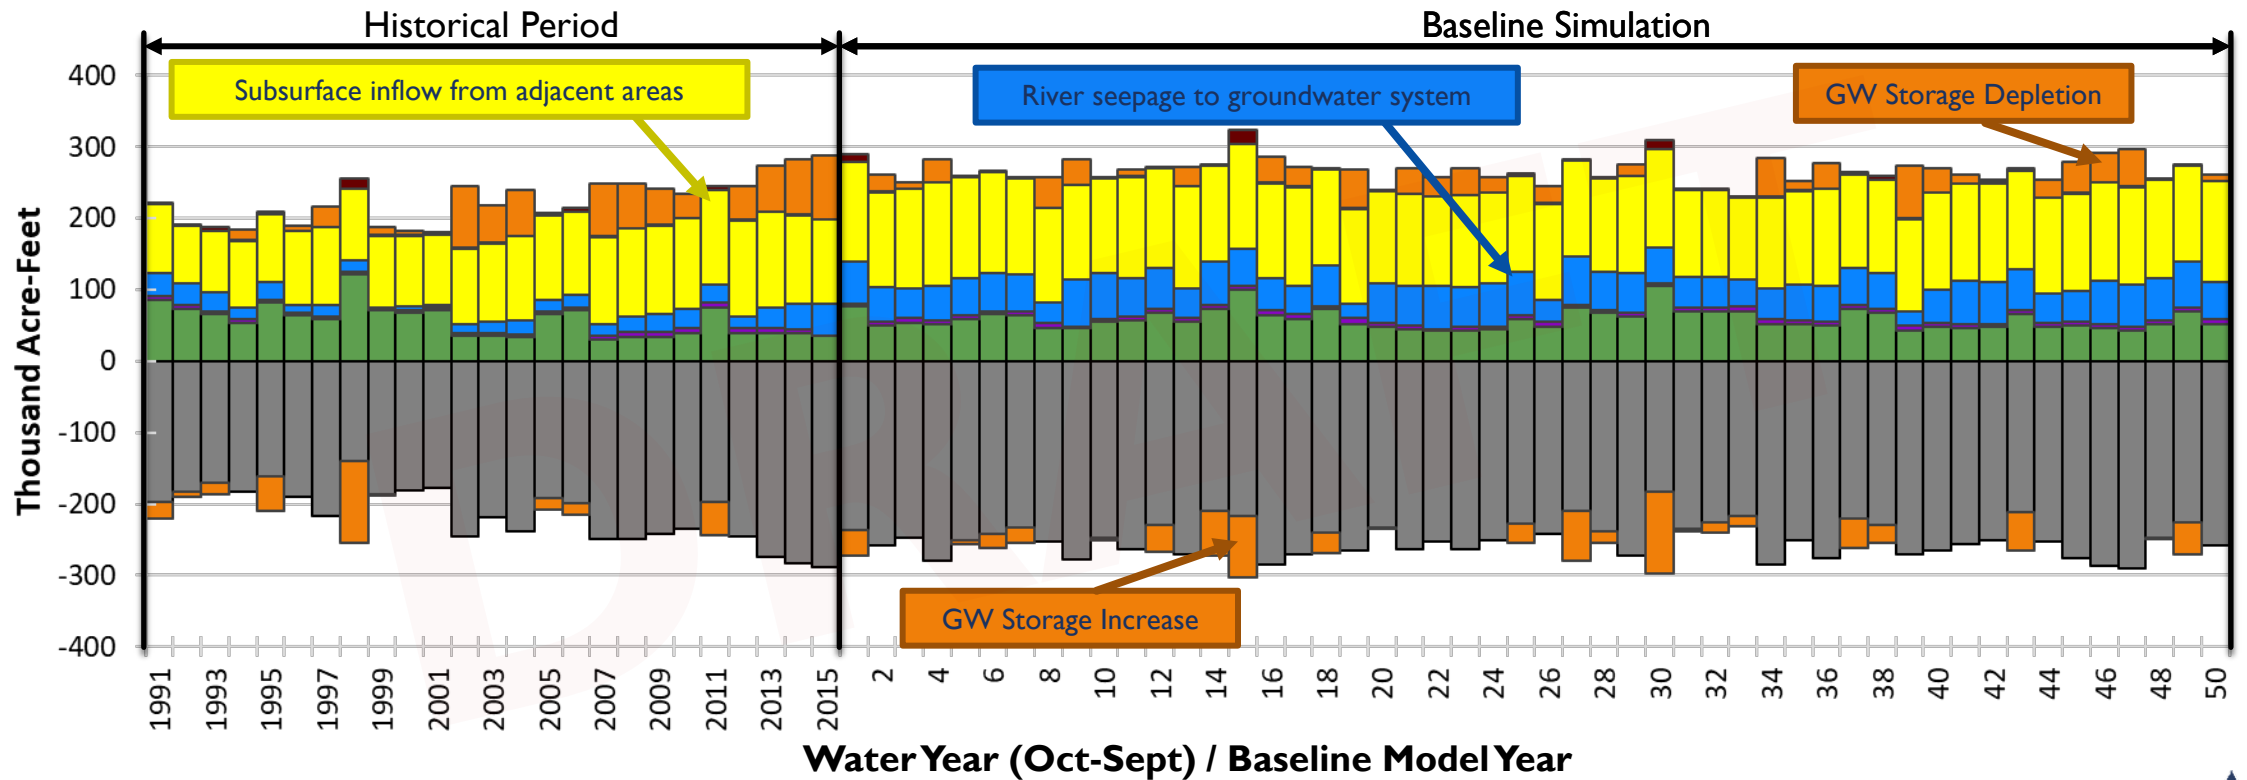 Historical Period
Baseline Simulation
Subsurface inflow from adjacent areas
River seepage to groundwater system
GW Storage Depletion
GW Storage Increase
Thousand Acre-Feet
400
300
200
100
0
-100
-200
-300
-400
1991 1993 1995 1997 1999 2001 2003 2005 2007 2009 2011 2013 2015 2 4 6 8 10 12 14 16 18 20 22 24 26 28 30 32 34 36 38 40 42 44 46 48 50
Water Year (Oct-Sept) / Baseline Model Year
DRAFT